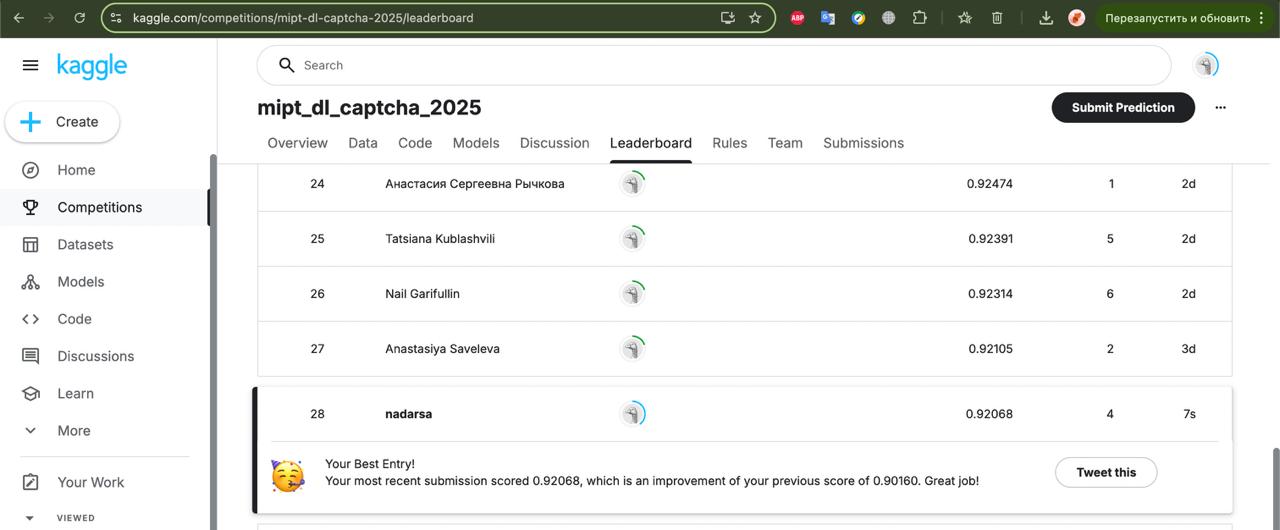 kaggle.com/competitions/mipt-dl-captcha-2025/leaderboard
ABP
Перезапустить и обновить
kaggle
Search
Create
mipt_dl_captcha_2025
Submit Prediction
Overview Data Code Models Discussion Leaderboard Rules Team Submissions
Home
Competitions
Datasets
Models
Code
Discussions
Learn
More
Your Work
VIEWED
24 Анастасия Сергеевна Рычкова 0.92474 1 2d
25 Tatsiana Kublashvili 0.92391 5 2d
26 Nail Garifullin 0.92314 6 2d
27 Anastasiya Saveleva 0.92105 2 3d
28 nadarsa 0.92068 4 7s
Your Best Entry!
Your most recent submission scored 0.92068, which is an improvement of your previous score of 0.90160. Great job!
Tweet this